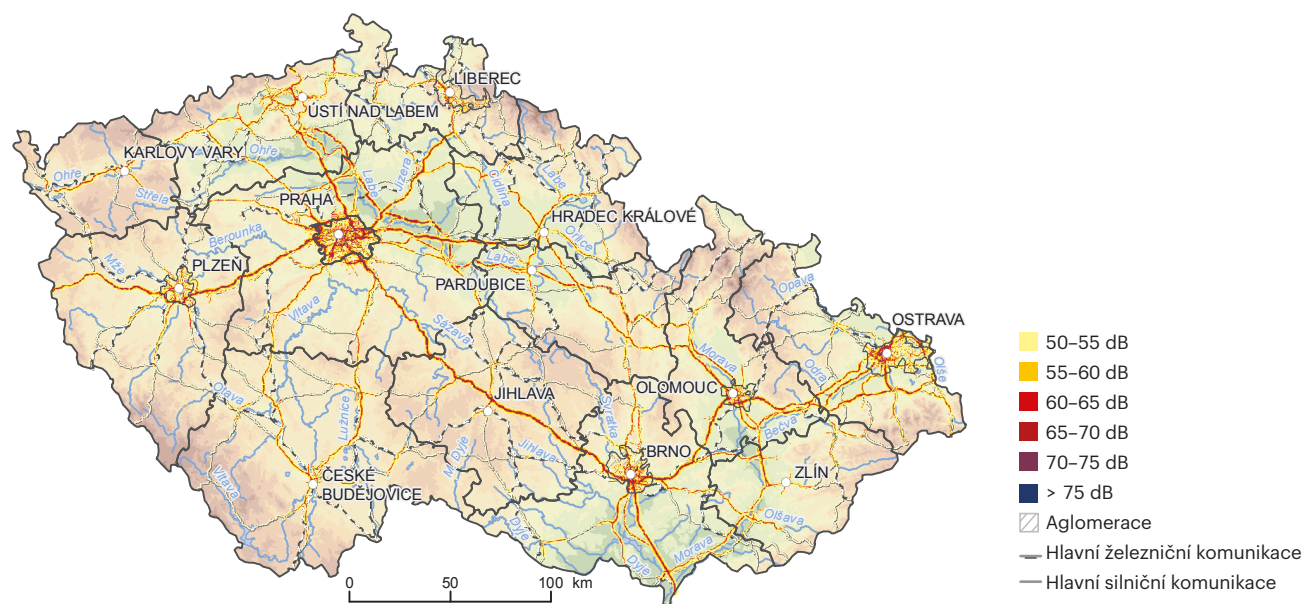 LIBEREC
ÚSTÍ NAD LABEM
KARLOVY VARY
Ohře
Ohře
Střela
Labe
Jizera
Cidlina
Labe
PRAHA
HRADEC KRÁLOVÉ
Orlice
Berounka
Mže
PLZEŇ
Labe
PARDUBICE
Opava
Vltava
Sázava
OSTRAVA
Morava
Odra
Olše
Otava
Lužnice
JIHLAVA
Svratka
OLOMOUC
Bečva
M. Dyje
Jihlava
BRNO
ZLÍN
Vltava
ČESKÉ
BUDĚJOVICE
Dyje
Olšava
Morava
Dyje
0 50 100 km
50–55 dB
55–60 dB
60–65 dB
65–70 dB
70–75 dB
> 75 dB
Aglomerace
Hlavní železniční komunikace
Hlavní silniční komunikace